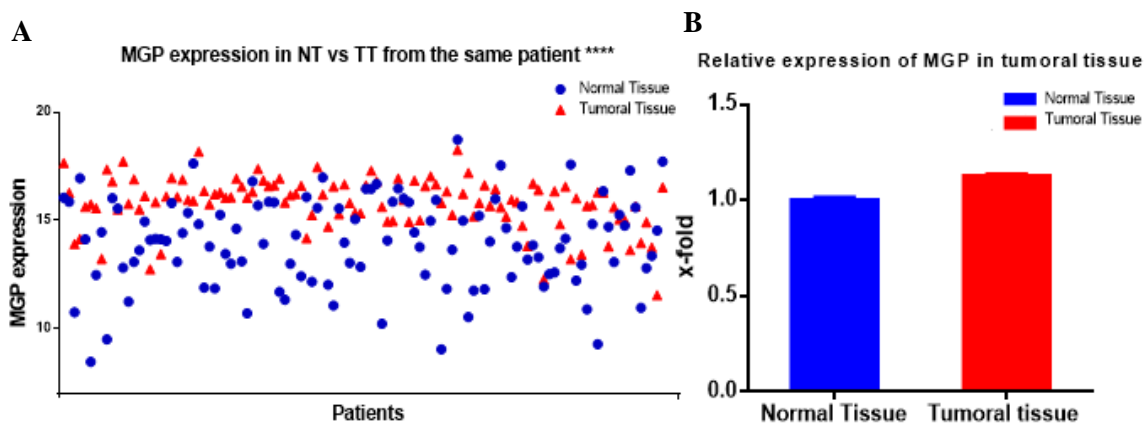 A
MGP expression in NT vs TT from the same patient ****
Normal Tissue
Tumoral Tissue
20
15
10
MGP expression
Patients
B
Relative expression of MGP in tumoral tissue
Normal Tissue
Tumoral Tissue
1.5
1.0
0.5
0.0
x-fold
Normal Tissue
Tumoral tissue